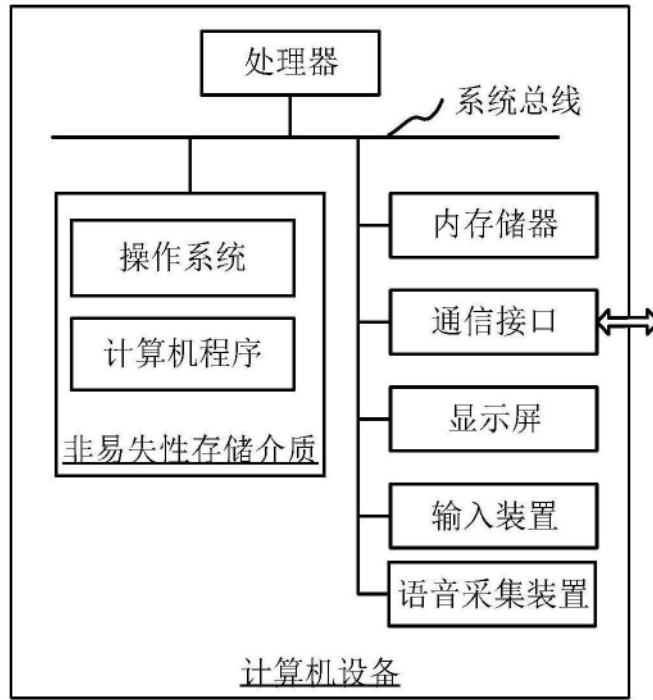 处理器
系统总线
操作系统
计算机程序
非易失性存储介质
内存储器
通信接口
显示屏
输入装置
语音采集装置
计算机设备